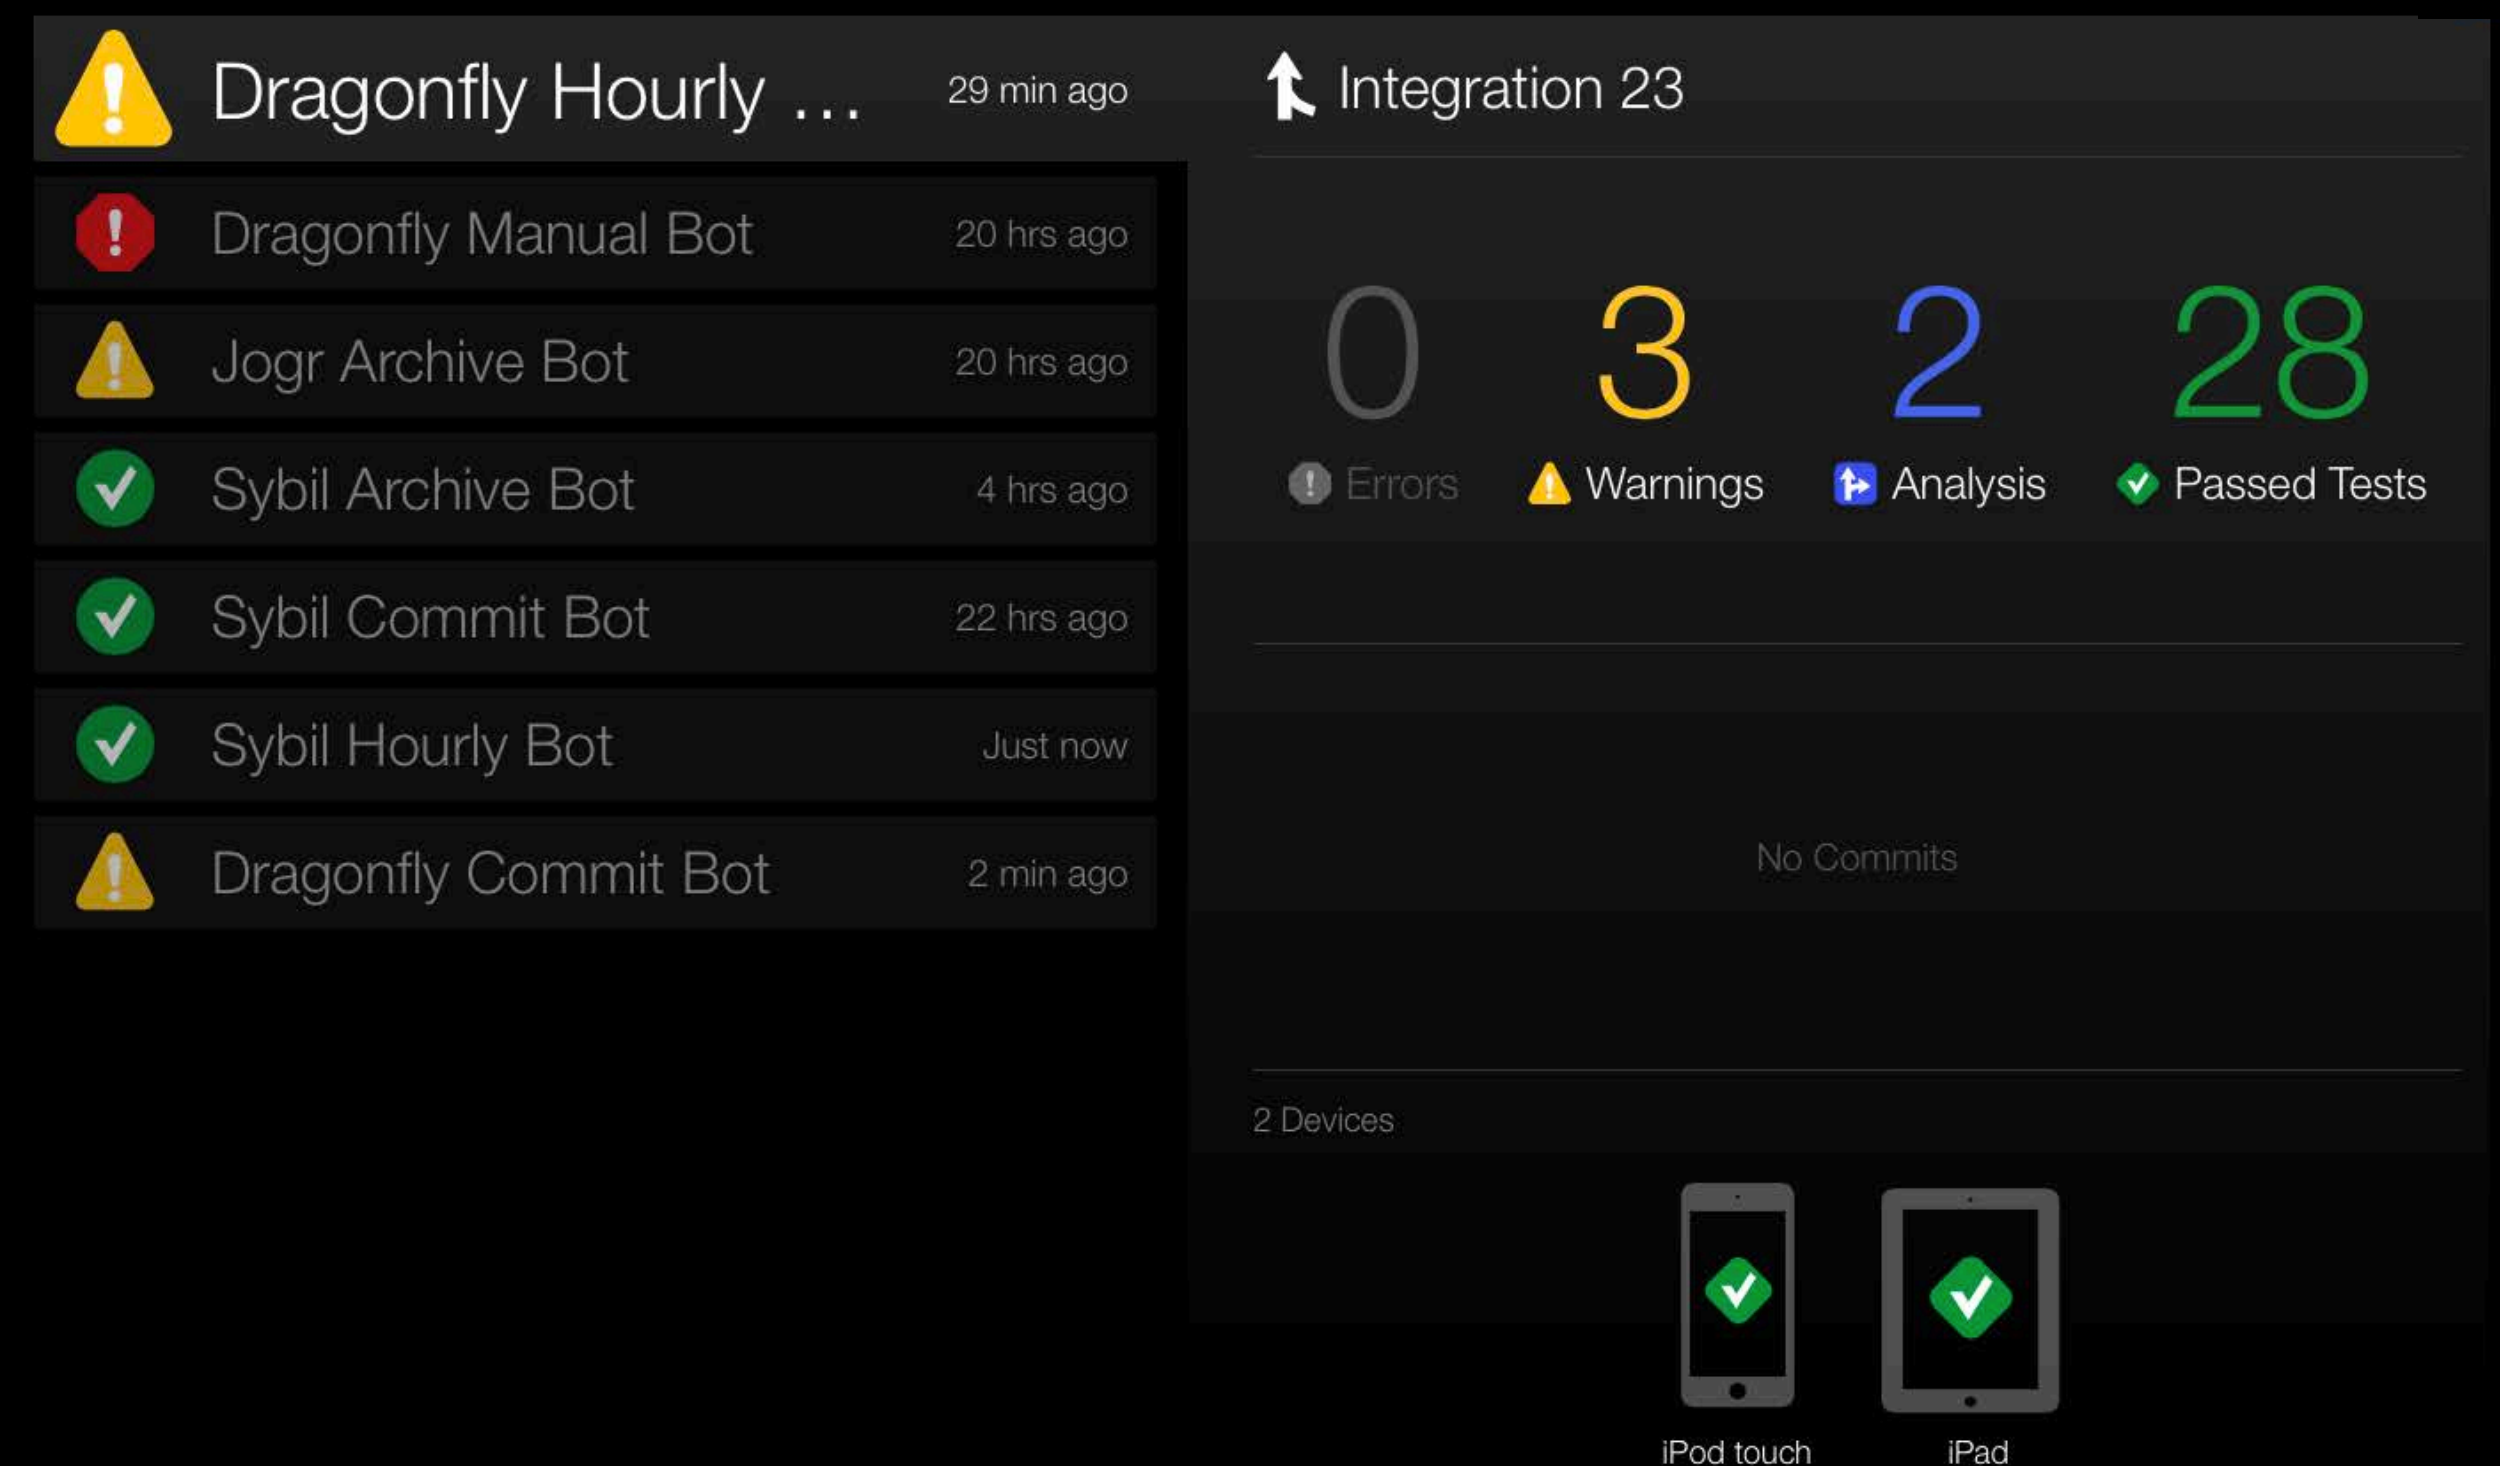 Dragonfly Hourly ... 29 min ago
Dragonfly Manual Bot 20 hrs ago
Jogr Archive Bot 20 hrs ago
Sybil Archive Bot 4 hrs ago
Sybil Commit Bot 22 hrs ago
Sybil Hourly Bot Just now
Dragonfly Commit Bot 2 min ago
Integration 23
0 3 2 28
Errors Warnings Analysis Passed Tests
No Commits
2 Devices
iPod touch iPad